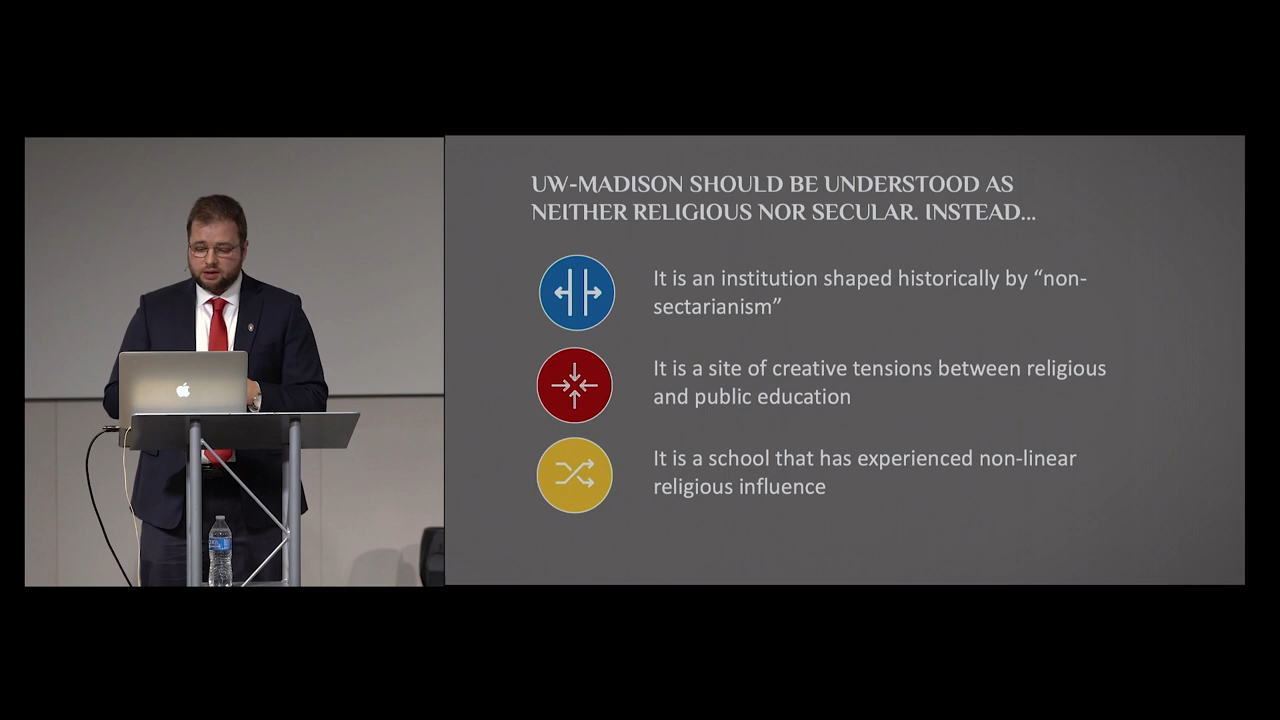 UW-MADISON SHOULD BE UNDERSTOOD AS
NEITHER RELIGIOUS NOR SECULAR. INSTEAD...
It is an institution shaped historically by “non-
sectarianism”
It is a site of creative tensions between religious
and public education
It is a school that has experienced non-linear
religious influence